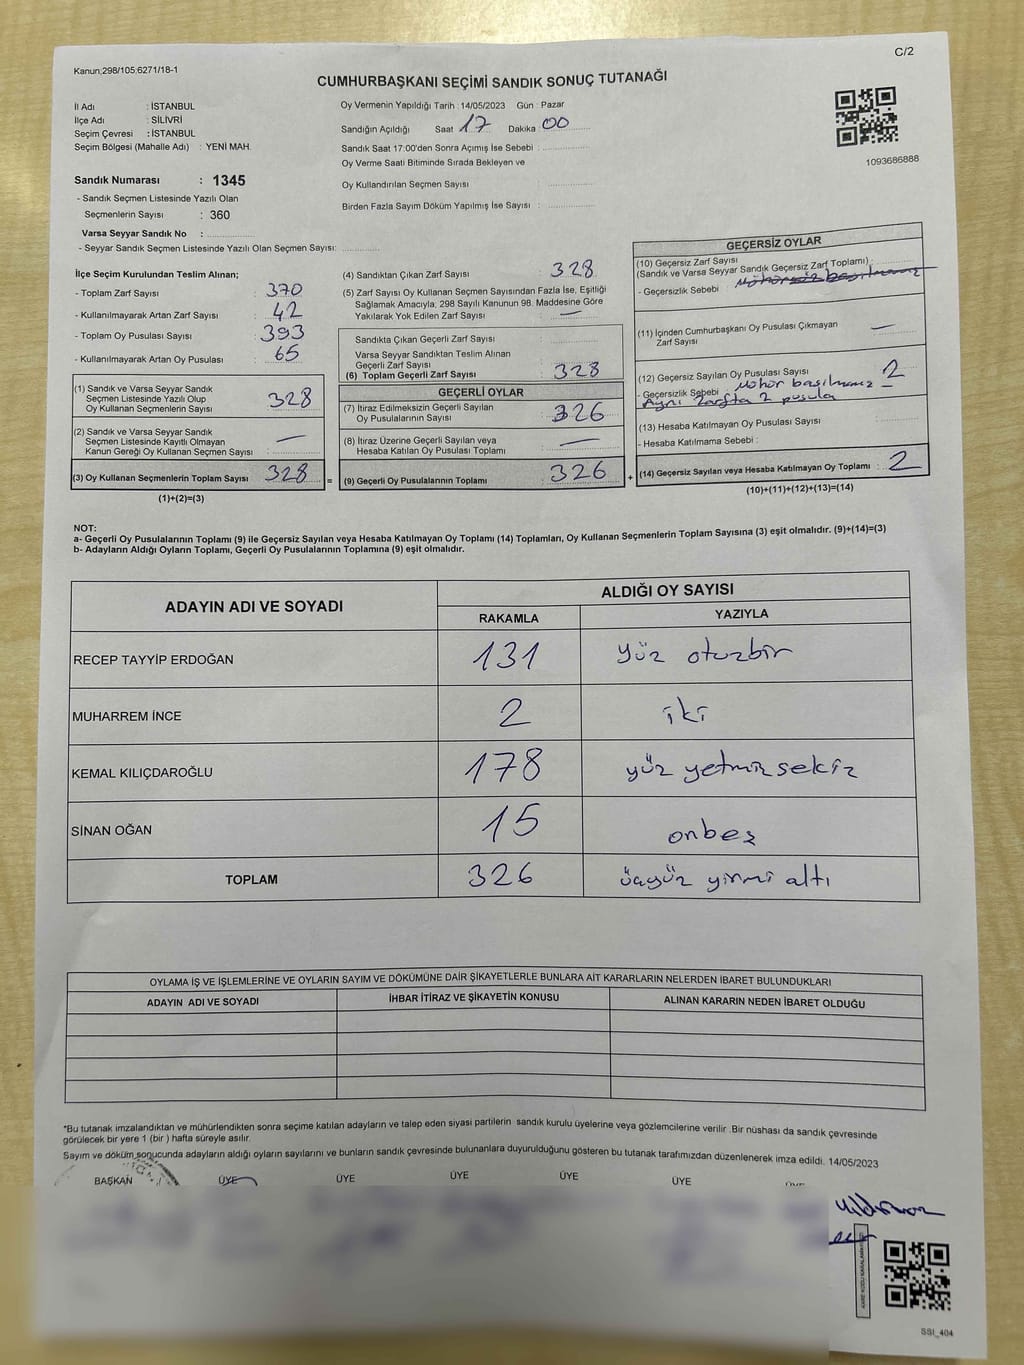 C/2
Kanun;298/105;6271/18-1
CUMHURBAŞKANI SEÇİMİ SANDIK SONUÇ TUTANAĞI
İl Adı : İSTANBUL
İlçe Adı : SİLİVRİ
Seçim Çevresi : İSTANBUL
Seçim Bölgesi (Mahalle Adı) : YENİ MAH.
Sandık Numarası : 1345
- Sandık Seçmen Listesinde Yazılı Olan
Seçmenlerin Sayısı : 360
Varsa Seyyar Sandık No :
- Seyyar Sandık Seçmen Listesinde Yazılı Olan Seçmen Sayısı:
Oy Vermenin Yapıldığı Tarih : 14/05/2023 Gün : Pazar
Sandığın Açıldığı Saat 17 Dakika 00
Sandık Saat 17:00'den Sonra Açımış İse Sebebi :
Oy Verme Saati Bitiminde Sırada Bekleyen ve
Oy Kullandırılan Seçmen Sayısı :
Birden Fazla Sayım Döküm Yapılmış İse Sayısı :
1093686888
İlçe Seçim Kurulundan Teslim Alınan;
- Toplam Zarf Sayısı : 370
- Kullanılmayarak Artan Zarf Sayısı : 42
- Toplam Oy Pusulası Sayısı : 393
- Kullanılmayarak Artan Oy Pusulası : 65
(1) Sandık ve Varsa Seyyar Sandık
Seçmen Listesinde Yazılı Olup
Oy Kullanan Seçmenlerin Sayısı : 328
(2) Sandık ve Varsa Seyyar Sandık
Seçmen Listesinde Kayıtlı Olmayan
Kanun Gereği Oy Kullanan Seçmen Sayısı : —
(3) Oy Kullanan Seçmenlerin Toplam Sayısı : 328 =
(1)+(2)=(3)
(4) Sandıktan Çıkan Zarf Sayısı : 328
(5) Zarf Sayısı Oy Kullanan Seçmen Sayısından Fazla İse, Eşitliği
Sağlamak Amacıyla, 298 Sayılı Kanunun 98. Maddesine Göre
Yakılarak Yok Edilen Zarf Sayısı : —
Sandıkta Çıkan Geçerli Zarf Sayısı :
Varsa Seyyar Sandıktan Teslim Alınan
Geçerli Zarf Sayısı :
(6) Toplam Geçerli Zarf Sayısı : 328
GEÇERLİ OYLAR
(7) İtiraz Edilmeksizin Geçerli Sayılan
Oy Pusulalarının Sayısı : 326
(8) İtiraz Üzerine Geçerli Sayılan veya
Hesaba Katılan Oy Pusulası Toplamı : —
(9) Geçerli Oy Pusulalarının Toplamı : 326 +
GEÇERSİZ OYLAR
(10) Geçersiz Zarf Sayısı
(Sandık ve Varsa Seyyar Sandık Geçersiz Zarf Toplamı) :
- Geçersizlik Sebebi :
(11) İçinden Cumhurbaşkanı Oy Pusulası Çıkmayan
Zarf Sayısı : —
(12) Geçersiz Sayılan Oy Pusulası Sayısı : 2
- Geçersizlik Sebebi : mühür basılmamız
Aynı zarfta 2 pusula
(13) Hesaba Katılmayan Oy Pusulası Sayısı :
- Hesaba Katılmama Sebebi :
(14) Geçersiz Sayılan veya Hesaba Katılmayan Oy Toplamı : 2
(10)+(11)+(12)+(13)=(14)
NOT:
a- Geçerli Oy Pusulalarının Toplamı (9) ile Geçersiz Sayılan veya Hesaba Katılmayan Oy Toplamı (14) Toplamları, Oy Kullanan Seçmenlerin Toplam Sayısına (3) eşit olmalıdır. (9)+(14)=(3)
b- Adayların Aldığı Oyların Toplamı, Geçerli Oy Pusulalarının Toplamına (9) eşit olmalıdır.
ADAYIN ADI VE SOYADI ALDIĞI OY SAYISI
RAKAMLA YAZIYLA
RECEP TAYYİP ERDOĞAN 131 yüz otuzbir
MUHARREM İNCE 2 iki
KEMAL KILIÇDAROĞLU 178 yüz yetmiz sekiz
SİNAN OĞAN 15 onbeş
TOPLAM 326 üçyüz yirmi altı
OYLAMA İŞ VE İŞLEMLERİNE VE OYLARIN SAYIM VE DÖKÜMÜNE DAİR ŞİKAYETLERLE BUNLARA AİT KARARLARIN NELERDEN İBARET BULUNDUKLARI
ADAYIN ADI VE SOYADI İHBAR İTİRAZ VE ŞİKAYETİN KONUSU ALINAN KARARIN NEDEN İBARET OLDUĞU
*Bu tutanak imzalandıktan ve mühürlendikten sonra seçime katılan adayların ve talep eden siyasi partilerin sandık kurulu üyelerine veya gözlemcilerine verilir .Bir nüshası da sandık çevresinde
görülecek bir yere 1 (bir ) hafta süreyle asılır.
Sayım ve döküm sonucunda adayların aldığı oyların sayılarını ve bunların sandık çevresinde bulunanlara duyurulduğunu gösteren bu tutanak tarafımızdan düzenlenerek imza edildi. 14/05/2023
BAŞKAN ÜYE ÜYE ÜYE ÜYE ÜYE
SSI_404